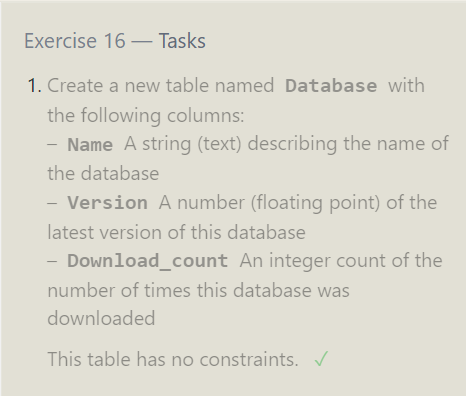 Exercise 16 — Tasks
1. Create a new table named Database with
the following columns:
– Name A string (text) describing the name of
the database
– Version A number (floating point) of the
latest version of this database
– Download_count An integer count of the
number of times this database was
downloaded
This table has no constraints. ✓